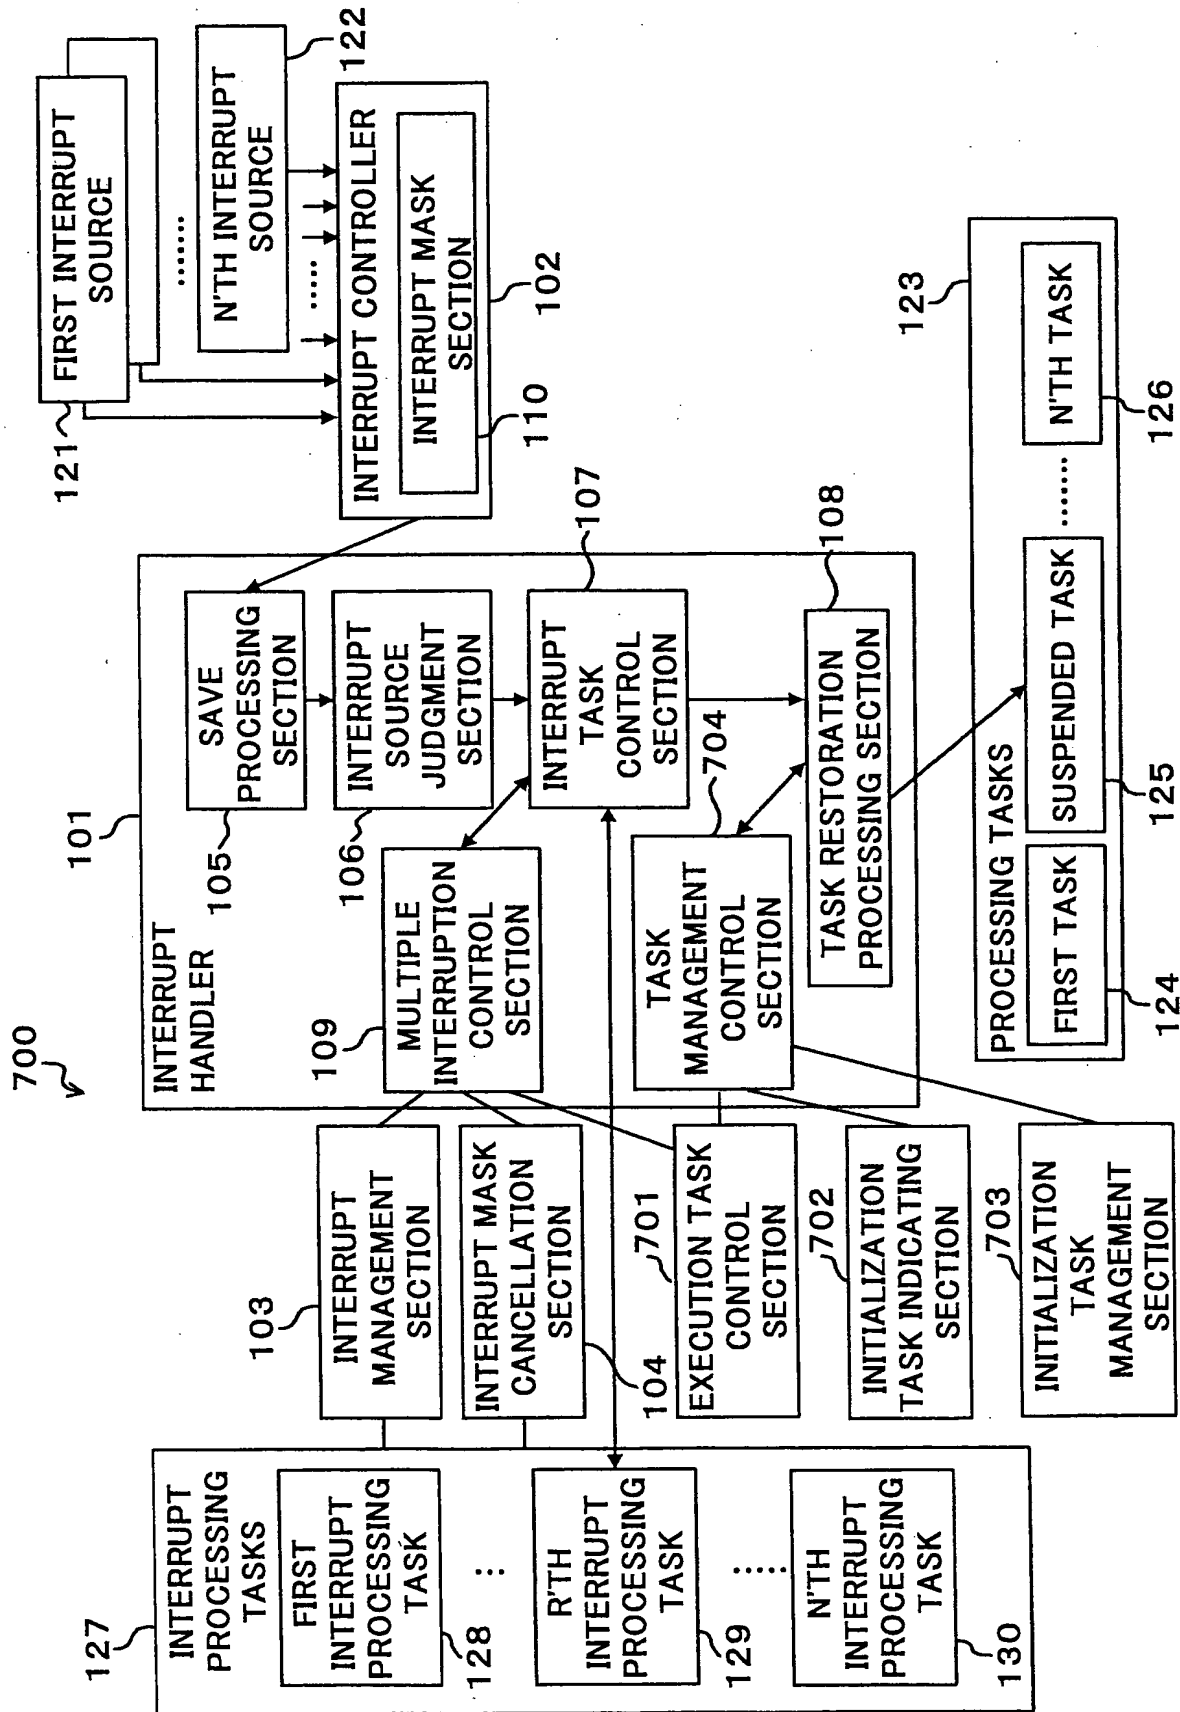 700
127
INTERRUPT
PROCESSING
TASKS
FIRST
INTERRUPT
PROCESSING
TASK
128
R'TH
INTERRUPT
PROCESSING
TASK
129
N'TH
INTERRUPT
PROCESSING
TASK
130
103
INTERRUPT
MANAGEMENT
SECTION
INTERRUPT MASK
CANCELLATION
SECTION
104
701
EXECUTION TASK
CONTROL
SECTION
702
INITIALIZATION
TASK INDICATING
SECTION
703
INITIALIZATION
TASK
MANAGEMENT
SECTION
101
INTERRUPT
HANDLER
SAVE
PROCESSING
SECTION
105
INTERRUPT
SOURCE
JUDGMENT
SECTION
106
INTERRUPT
TASK
CONTROL
SECTION
107
MULTIPLE
INTERRUPTION
CONTROL
SECTION
109
TASK
MANAGEMENT
CONTROL
SECTION
704
TASK RESTORATION
PROCESSING SECTION
108
FIRST INTERRUPT
SOURCE
121
.......
N'TH INTERRUPT
SOURCE
122
.....
INTERRUPT CONTROLLER
INTERRUPT MASK
SECTION
110
102
123
PROCESSING TASKS
FIRST TASK
124
SUSPENDED TASK
125
.......
N'TH TASK
126